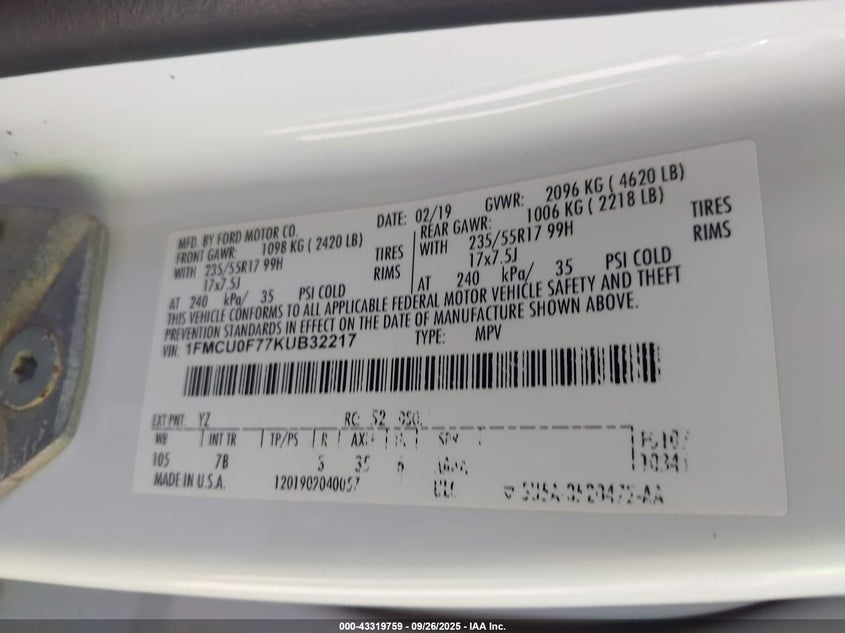 MFD. BY FORD MOTOR CO. DATE: 02/19 GVWR: 2096 KG ( 4620 LB)
FRONT GAWR: 1098 KG ( 2420 LB) REAR GAWR: 1006 KG ( 2218 LB)
WITH 235/55R17 99H TIRES WITH 235/55R17 99H TIRES
17x7.5J RIMS 17x7.5J RIMS
AT 240 kPa/ 35 PSI COLD AT 240 kPa/ 35 PSI COLD
THIS VEHICLE CONFORMS TO ALL APPLICABLE FEDERAL MOTOR VEHICLE SAFETY AND THEFT
PREVENTION STANDARDS IN EFFECT ON THE DATE OF MANUFACTURE SHOWN ABOVE.
VIN: 1FMCU0F77KUB32217 TYPE: MPV
EXT PNT: YZ RC: 52
WB INT TR TP/PS R
105 7B 35 6
MADE IN U.S.A.
000-43319759 - 09/26/2025 - IAA Inc.